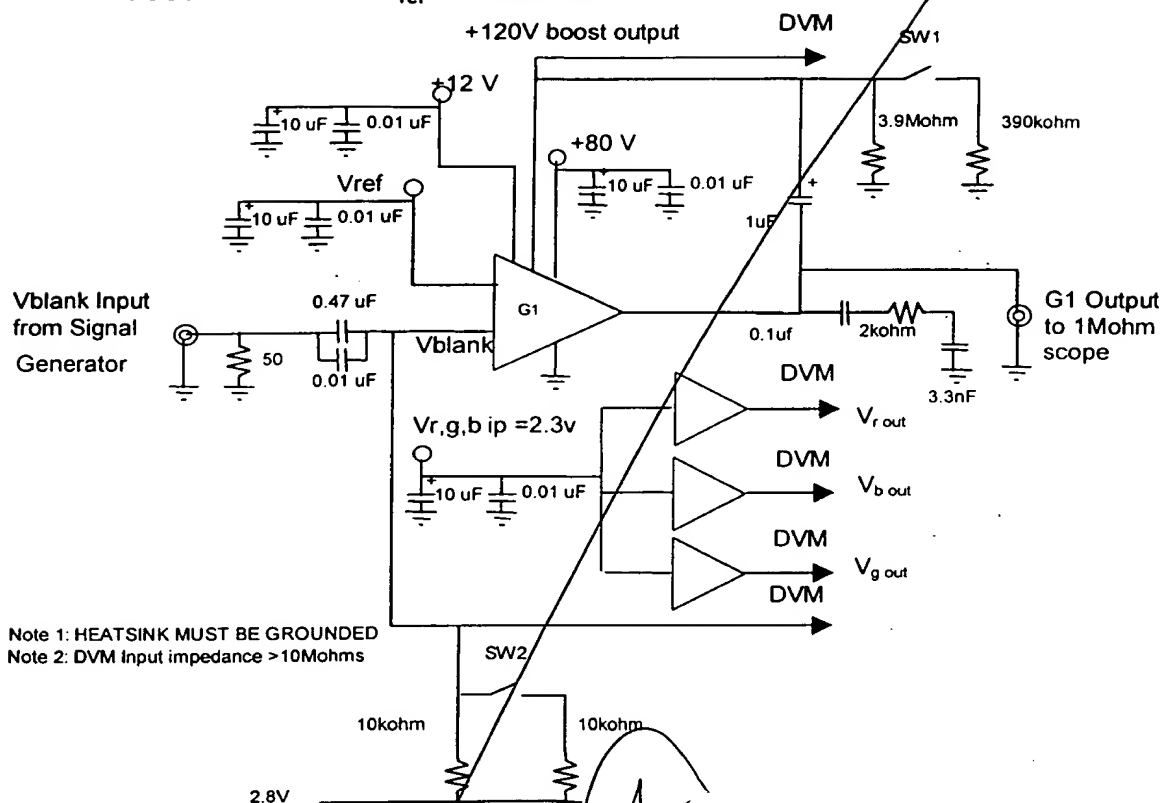 +120V boost output
DVM
SW1
+12 V
10 uF
0.01 uF
3.9Mohm
390kohm
+80 V
+
10 uF
0.01 uF
Vref
+
10 uF
0.01 uF
1uF
Vblank Input
from Signal
Generator
0.47 uF
50
0.01 uF
Vblank
G1
0.1uf
2kohm
3.3nF
G1 Output
to 1Mohm
scope
Vr,g,b ip =2.3v
10 uF
0.01 uF
DVM
Vr out
DVM
Vb out
DVM
Vg out
DVM
Note 1: HEATSINK MUST BE GROUNDED
Note 2: DVM Input impedance >10Mohms
SW2
10kohm
10kohm
2.8V